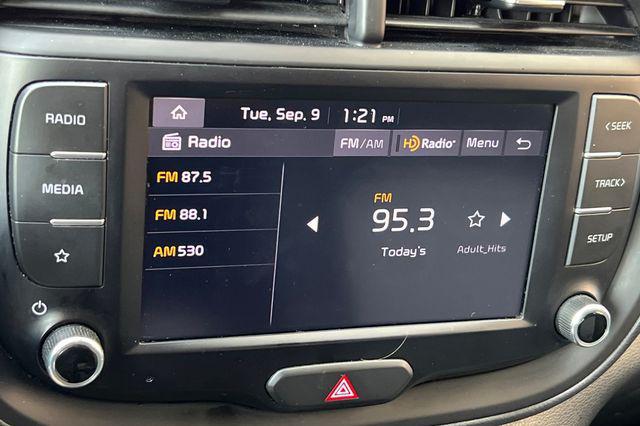 Tue, Sep. 9 1:21 PM
RADIO
MEDIA
Radio FM/AM HD Radio Menu
FM 87.5
FM 88.1
AM 530
FM
95.3
Today's Adult_Hits
< SEEK
TRACK >
SETUP